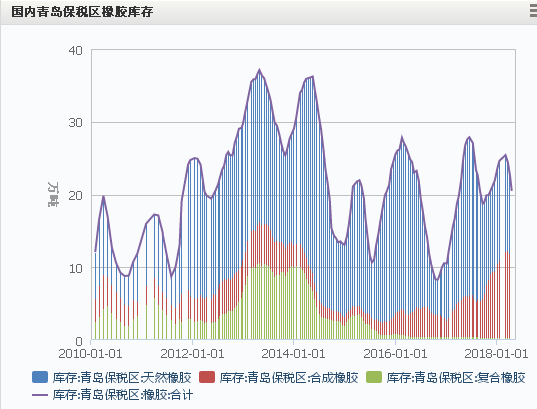 国内青岛保税区橡胶库存
40
30
20
10
0
万吨
2010-01-01
2012-01-01
2014-01-01
2016-01-01
2018-01-01
库存:青岛保税区:天然橡胶
库存:青岛保税区:合成橡胶
库存:青岛保税区:复合橡胶
库存:青岛保税区:橡胶:合计